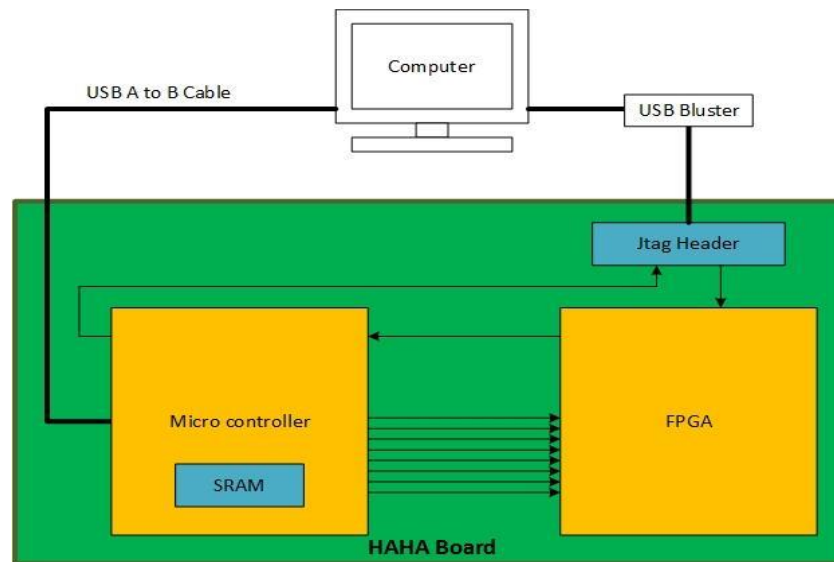 Computer
USB A to B Cable
USB Bluster
Jtag Header
Micro controller
FPGA
SRAM
HAHA Board